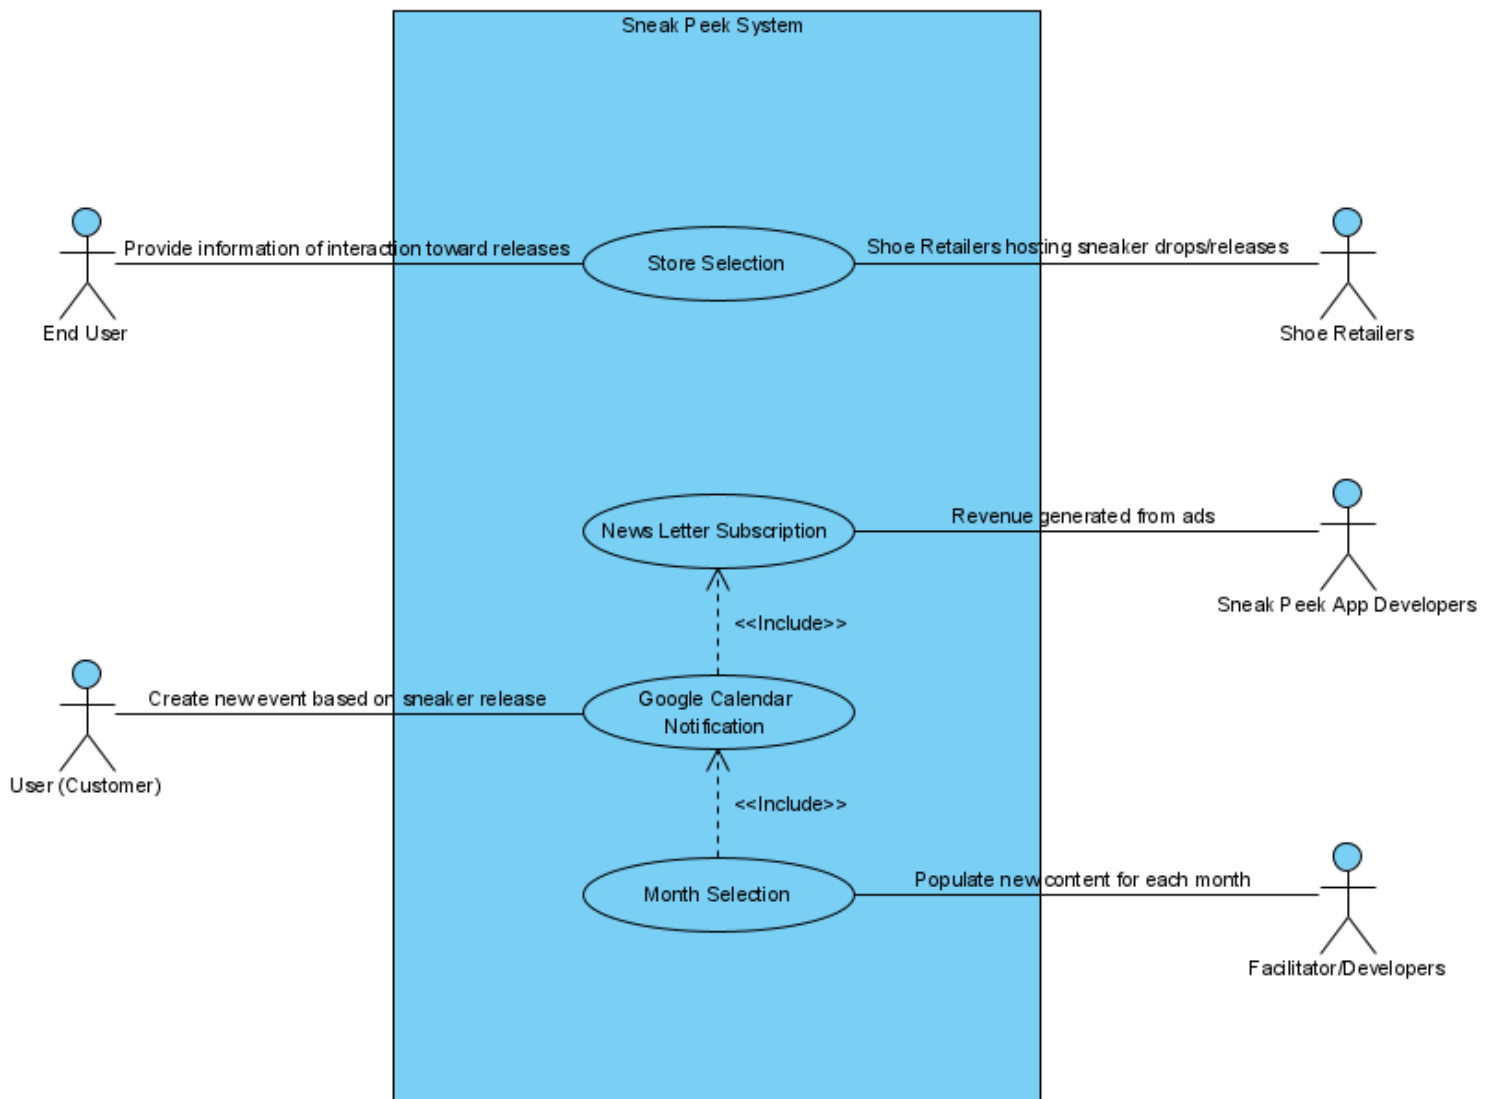 Sneak Peek System
Provide information of interaction toward releases
Store Selection
Shoe Retailers hosting sneaker drops/releases
End User
Shoe Retailers
News Letter Subscription
Revenue generated from ads
Sneak Peek App Developers
<<Include>>
Create new event based on sneaker release
Google Calendar
Notification
User (Customer)
<<Include>>
Month Selection
Populate new content for each month
Facilitator/Developers